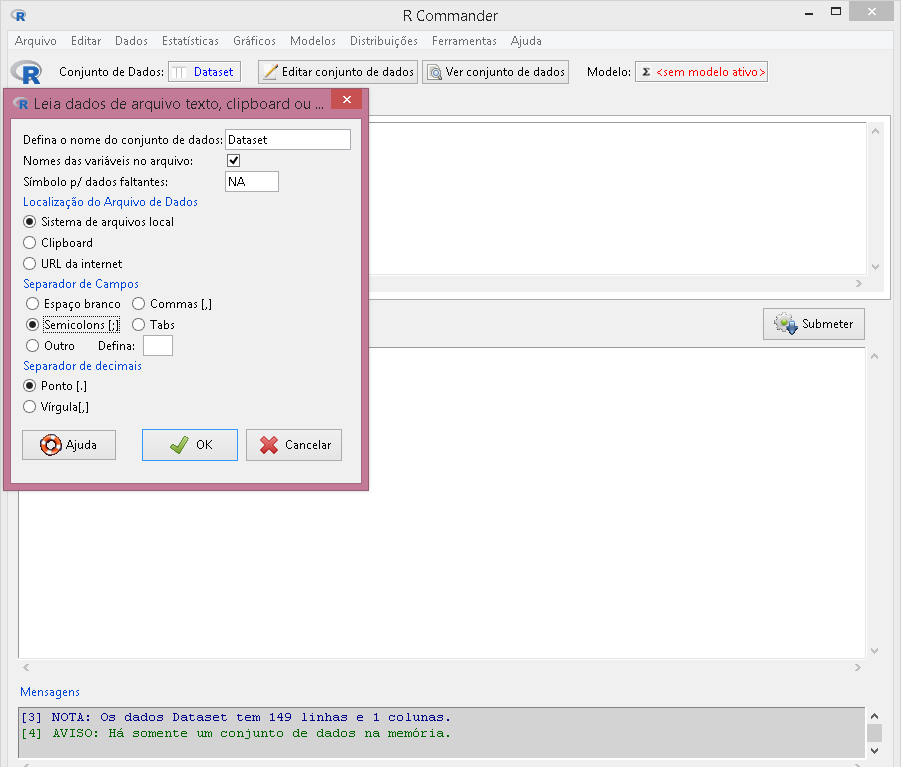 R Commander
Arquivo Editar Dados Estatísticas Gráficos Modelos Distribuições Ferramentas Ajuda
R Conjunto de Dados: Dataset Editar conjunto de dados Ver conjunto de dados Modelo: Σ <sem modelo ativo>
Leia dados de arquivo texto, clipboard ou ...
Defina o nome do conjunto de dados: Dataset
Nomes das variáveis no arquivo:
Símbolo p/ dados faltantes: NA
Localização do Arquivo de Dados
Sistema de arquivos local
Clipboard
URL da internet
Separador de Campos
Espaço branco Commas [,]
Semicolons [;] Tabs
Outro Defina:
Separador de decimais
Ponto [.]
Vírgula[,]
Ajuda OK Cancelar
Submeter
Mensagens
[3] NOTA: Os dados Dataset tem 149 linhas e 1 colunas.
[4] AVISO: Há somente um conjunto de dados na memória.